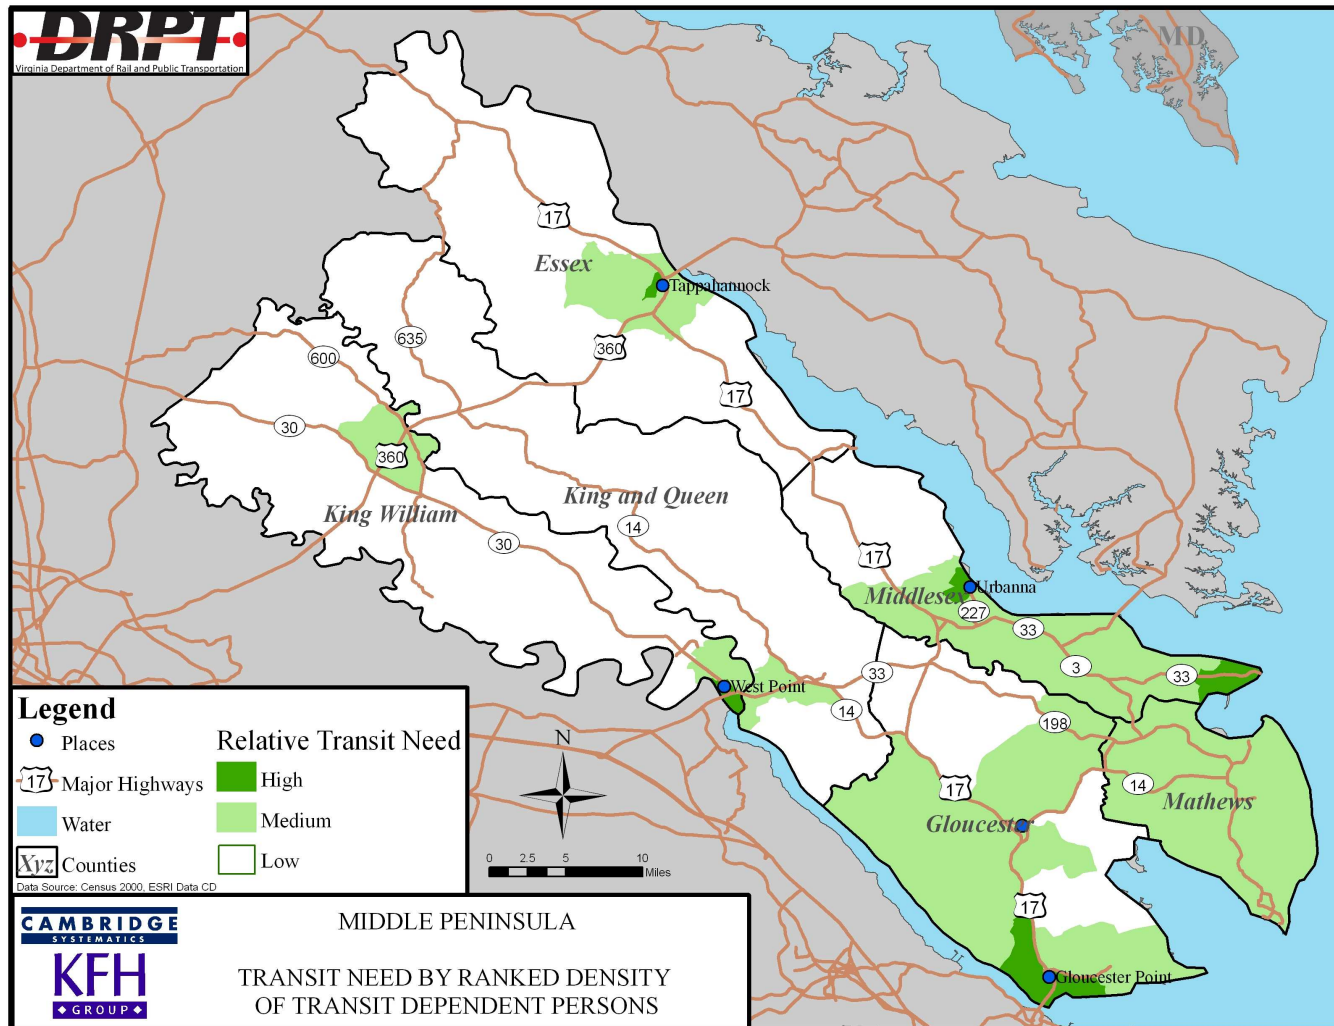 DRPT
Virginia Department of Rail and Public Transportation
MD
17
Essex
Tappahannock
635
600
360
17
30
360
King and Queen
King William
14
30
17
Urbanna
Middlesex
227
33
3
33
33
West Point
14
198
17
14
Mathews
Gloucester
17
Gloucester Point
Legend
Places
17 Major Highways
Water
Xyz Counties
Relative Transit Need
High
Medium
Low
Data Source: Census 2000, ESRI Data CD
N
0 2.5 5 10
Miles
CAMBRIDGE
SYSTEMATICS
KFH
GROUP
MIDDLE PENINSULA
TRANSIT NEED BY RANKED DENSITY
OF TRANSIT DEPENDENT PERSONS